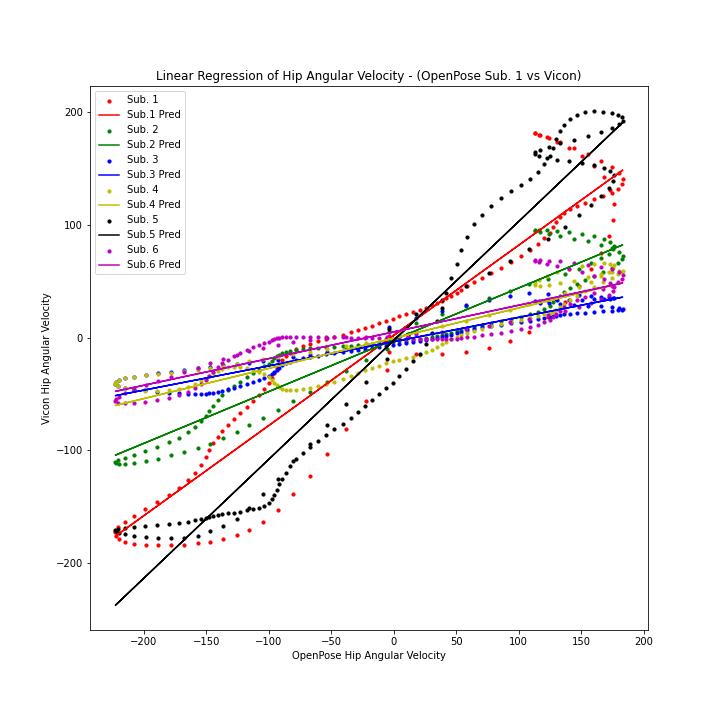 Linear Regression of Hip Angular Velocity - (OpenPose Sub. 1 vs Vicon)
Sub. 1
Sub.1 Pred
Sub. 2
Sub.2 Pred
Sub. 3
Sub.3 Pred
Sub. 4
Sub.4 Pred
Sub. 5
Sub.5 Pred
Sub. 6
Sub.6 Pred
200
100
0
−100
−200
Vicon Hip Angular Velocity
−200 −150 −100 −50 0 50 100 150 200
OpenPose Hip Angular Velocity